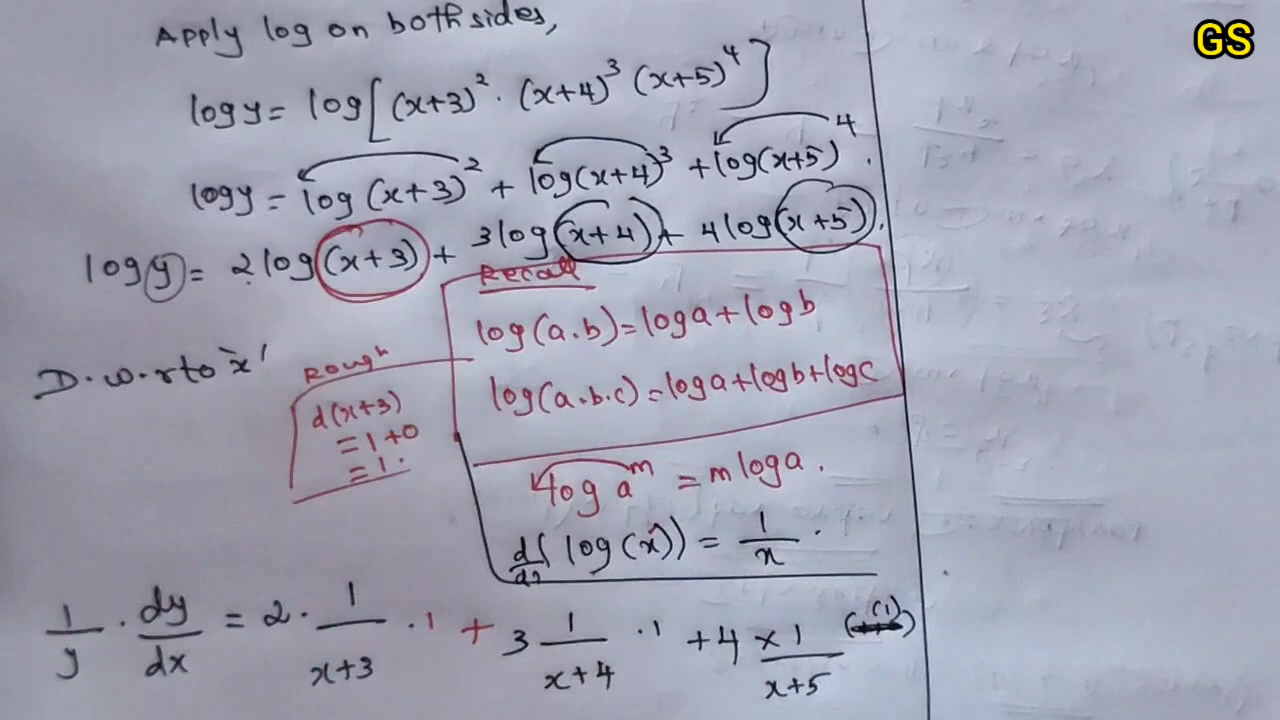 GS
Apply log on both sides,
log y = log [ (x+3)² · (x+4)³ (x+5)⁴ ]
log y = log (x+3)² + log(x+4)³ + log(x+5)⁴ .
log y = 2 log (x+3) + 3 log (x+4) + 4 log (x+5) .
Recall
log(a.b) = log a + log b
log(a.b.c) = log a + log b + log c
D.w.r to 'x'
Rough
d(x+3)
= 1+0
= 1.
log aᵐ = m log a .
d/dx ( log(x)) = 1/x .
1/y · dy/dx = 2 · 1/x+3 · 1 + 3 1/x+4 · 1 + 4 × 1/x+5 (1)